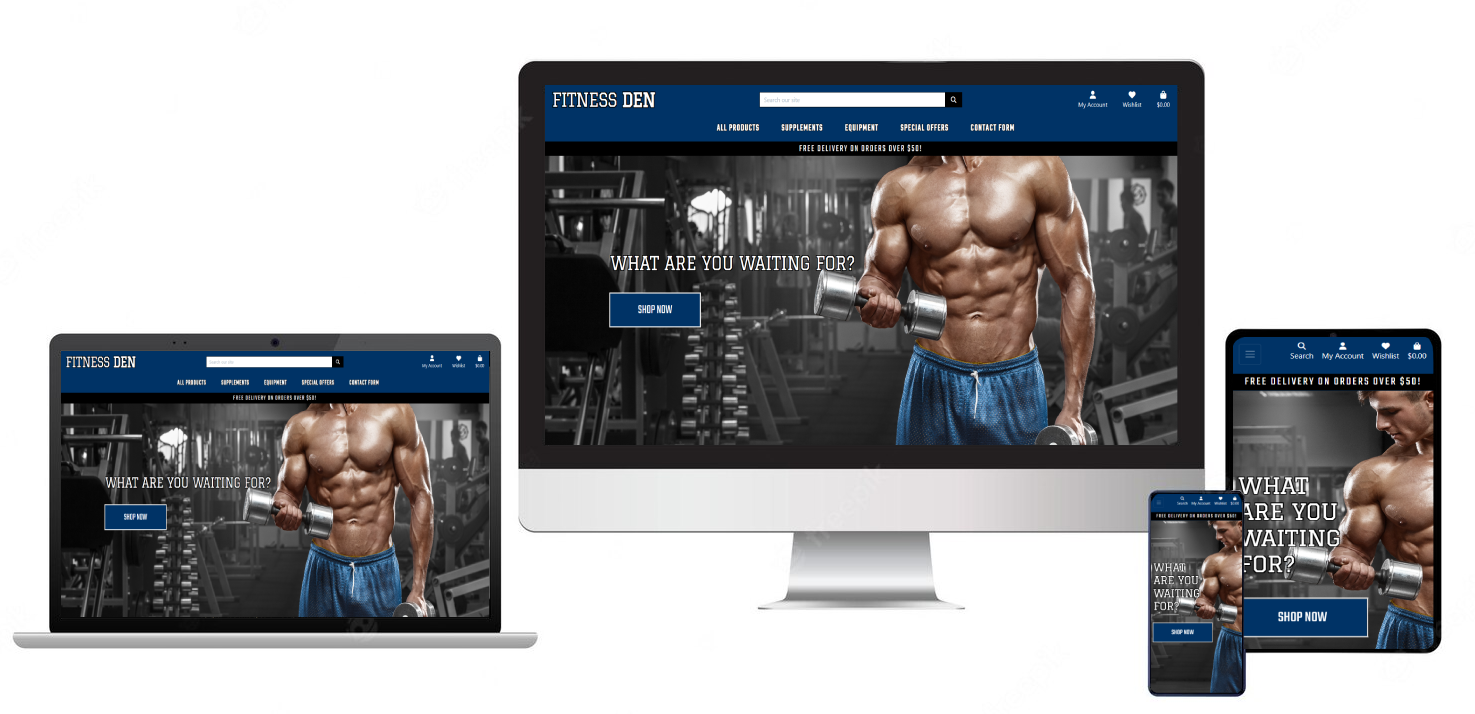 FITNESS DEN
Search our site
My Account
Wishlist
$0.00
ALL PRODUCTS
SUPPLEMENTS
EQUIPMENT
SPECIAL OFFERS
CONTACT FORM
FREE DELIVERY ON ORDERS OVER $50!
WHAT ARE YOU WAITING FOR?
SHOP NOW
FITNESS DEN
Search our site
My Account
Wishlist
$0.00
ALL PRODUCTS
SUPPLEMENTS
EQUIPMENT
SPECIAL OFFERS
CONTACT FORM
FREE DELIVERY ON ORDERS OVER $50!
WHAT ARE YOU WAITING FOR?
SHOP NOW
Search
My Account
Wishlist
$0.00
FREE DELIVERY ON ORDERS OVER $50!
WHAT
ARE YOU
WAITING
FOR?
SHOP NOW
Search
My Account
Wishlist
$0.00
FREE DELIVERY ON ORDERS OVER $50!
WHAT
ARE YOU
WAITING
FOR?
SHOP NOW